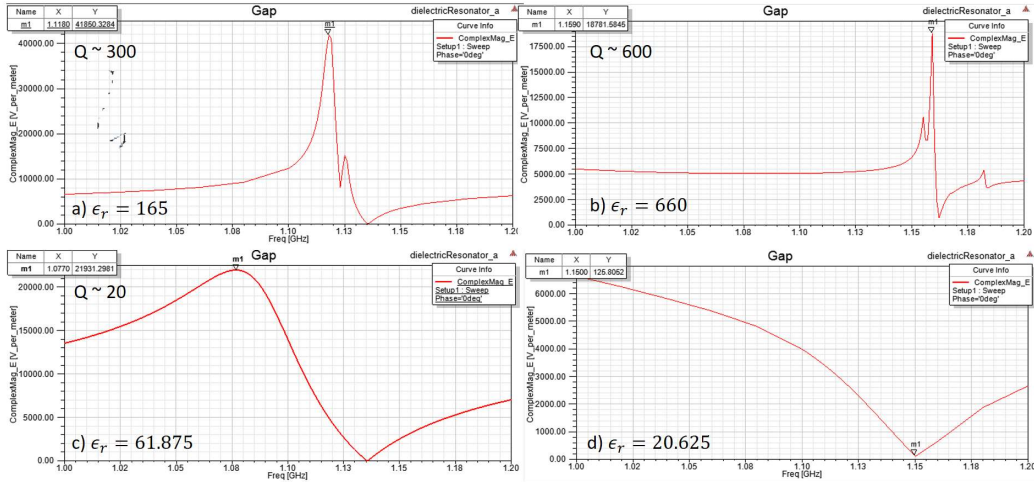 Name X Y
m1 1.1180 41850.3284
Gap
dielectricResonator_a
Curve Info
ComplexMag_E
Setup1 : Sweep
Phase='0deg'
Q ~ 300
m1
ComplexMag_E [V_per_meter]
40000.00
30000.00
20000.00
10000.00
0.00
a) ϵr = 165
1.00 1.02 1.05 1.08 1.10 1.13 1.15 1.17 1.20
Freq [GHz]
Name X Y
m1 1.1590 18781.5845
Gap
dielectricResonator_a
Curve Info
ComplexMag_E
Setup1 : Sweep
Phase='0deg'
Q ~ 600
m1
ComplexMag_E [V_per_meter]
17500.00
15000.00
12500.00
10000.00
7500.00
5000.00
2500.00
0.00
b) ϵr = 660
1.00 1.02 1.05 1.08 1.10 1.13 1.15 1.17 1.20
Freq [GHz]
Name X Y
m1 1.0770 21931.2981
Gap
dielectricResonator_a
Curve Info
ComplexMag_E
Setup1 : Sweep
Phase='0deg'
Q ~ 20
m1
ComplexMag_E [V_per_meter]
20000.00
15000.00
10000.00
5000.00
0.00
c) ϵr = 61.875
1.00 1.02 1.05 1.08 1.10 1.13 1.15 1.17 1.20
Freq [GHz]
Name X Y
m1 1.1500 125.8052
Gap
dielectricResonator_a
Curve Info
ComplexMag_E
Setup1 : Sweep
Phase='0deg'
ComplexMag_E [V_per_meter]
6000.00
5000.00
4000.00
3000.00
2000.00
1000.00
0.00
m1
d) ϵr = 20.625
1.00 1.02 1.05 1.08 1.10 1.13 1.15 1.17 1.20
Freq [GHz]